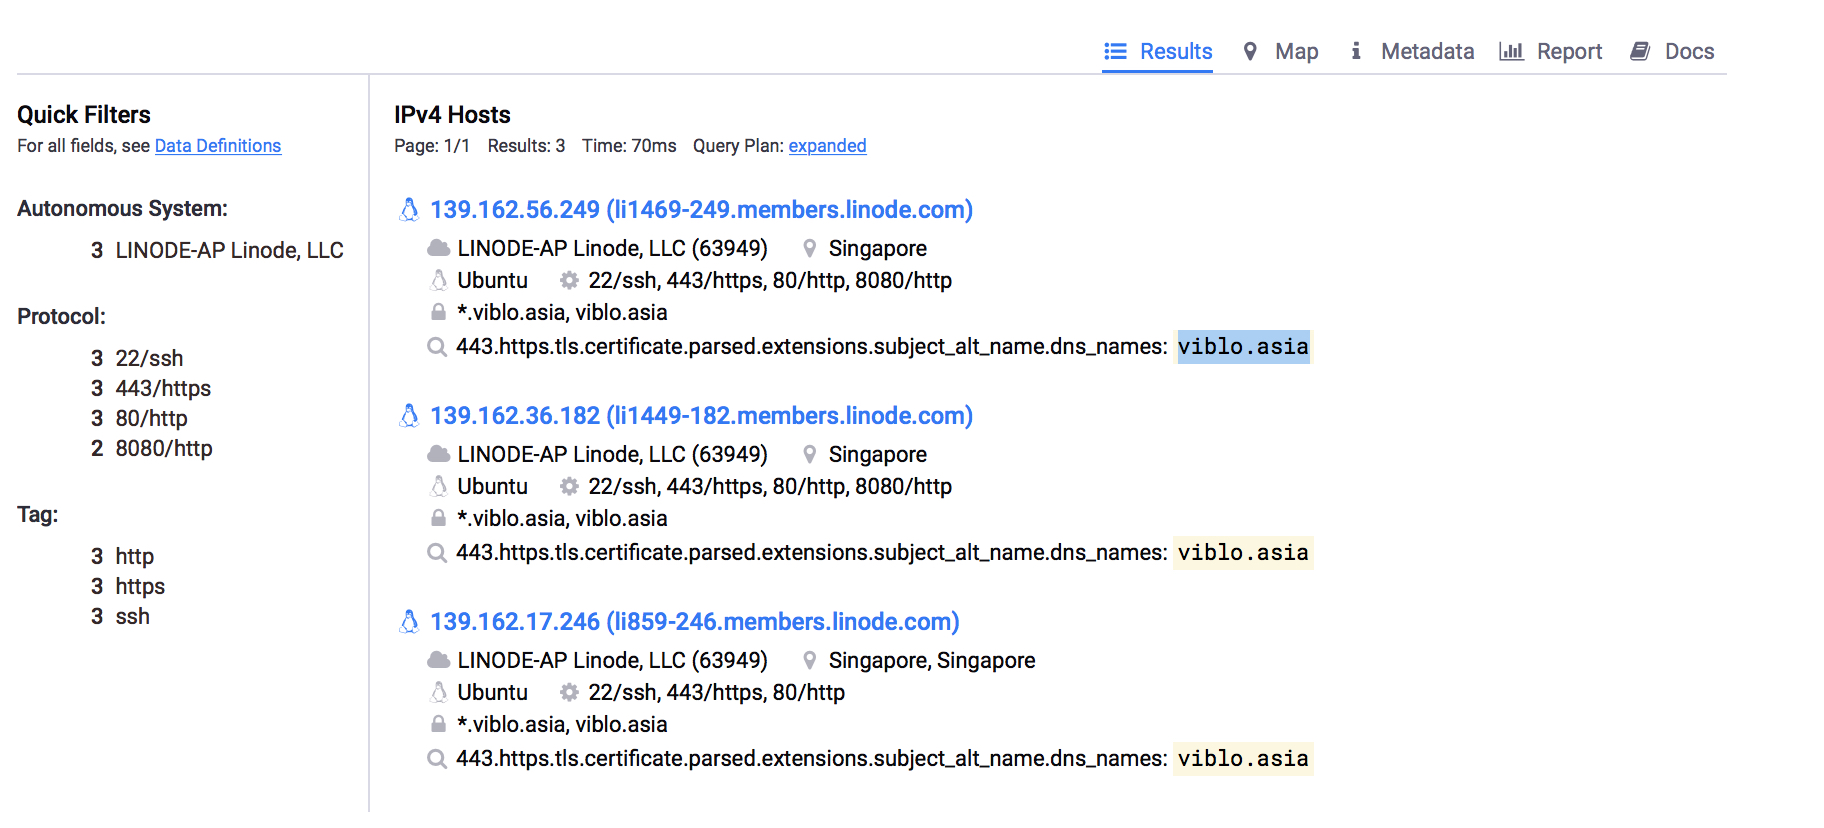 Results Map Metadata Report Docs
Quick Filters
For all fields, see Data Definitions
Autonomous System:
3 LINODE-AP Linode, LLC
Protocol:
3 22/ssh
3 443/https
3 80/http
2 8080/http
Tag:
3 http
3 https
3 ssh
IPv4 Hosts
Page: 1/1 Results: 3 Time: 70ms Query Plan: expanded
139.162.56.249 (li1469-249.members.linode.com)
LINODE-AP Linode, LLC (63949) Singapore
Ubuntu 22/ssh, 443/https, 80/http, 8080/http
*.viblo.asia, viblo.asia
443.https.tls.certificate.parsed.extensions.subject_alt_name.dns_names: viblo.asia
139.162.36.182 (li1449-182.members.linode.com)
LINODE-AP Linode, LLC (63949) Singapore
Ubuntu 22/ssh, 443/https, 80/http, 8080/http
*.viblo.asia, viblo.asia
443.https.tls.certificate.parsed.extensions.subject_alt_name.dns_names: viblo.asia
139.162.17.246 (li859-246.members.linode.com)
LINODE-AP Linode, LLC (63949) Singapore, Singapore
Ubuntu 22/ssh, 443/https, 80/http
*.viblo.asia, viblo.asia
443.https.tls.certificate.parsed.extensions.subject_alt_name.dns_names: viblo.asia